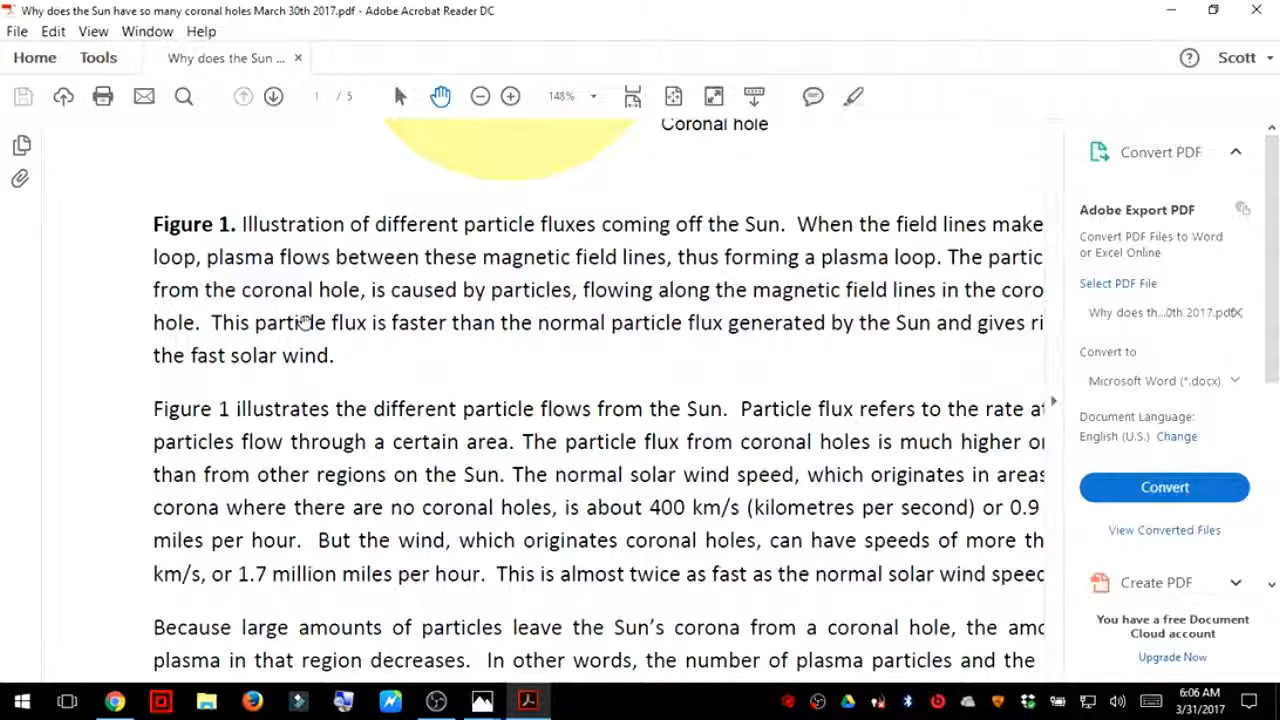 Why does the Sun have so many coronal holes March 30th 2017.pdf - Adobe Acrobat Reader DC
File Edit View Window Help
Home Tools Why does the Sun ... × Scott
1 / 5 148%
Coronal hole
Figure 1. Illustration of different particle fluxes coming off the Sun. When the field lines make
loop, plasma flows between these magnetic field lines, thus forming a plasma loop. The partic
from the coronal hole, is caused by particles, flowing along the magnetic field lines in the coro
hole. This particle flux is faster than the normal particle flux generated by the Sun and gives ri
the fast solar wind.
Figure 1 illustrates the different particle flows from the Sun. Particle flux refers to the rate at
particles flow through a certain area. The particle flux from coronal holes is much higher or
than from other regions on the Sun. The normal solar wind speed, which originates in areas
corona where there are no coronal holes, is about 400 km/s (kilometres per second) or 0.9
miles per hour. But the wind, which originates coronal holes, can have speeds of more th
km/s, or 1.7 million miles per hour. This is almost twice as fast as the normal solar wind speed
Because large amounts of particles leave the Sun's corona from a coronal hole, the amo
plasma in that region decreases. In other words, the number of plasma particles and the
Convert PDF
Adobe Export PDF
Convert PDF Files to Word
or Excel Online
Select PDF File
Why does th...0th 2017.pdf
Convert to
Microsoft Word (*.docx)
Document Language:
English (U.S.) Change
Convert
View Converted Files
Create PDF
You have a free Document
Cloud account
Upgrade Now
6:06 AM
3/31/2017